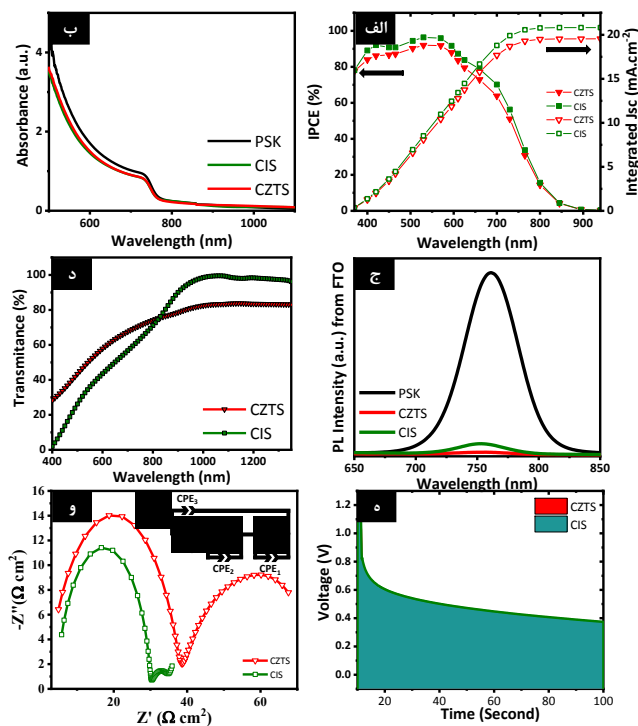 الف
IPCE (%)
120
100
80
60
40
20
0
400 500 600 700 800 900
Wavelength (nm)
CZTS
CIS
CZTS
CIS
20
15
10
5
0
Integrated Jsc (mA.cm⁻²)
ب
Absorbance (a.u.)
4
2
0
600 800 1000
Wavelength (nm)
PSK
CIS
CZTS
ج
PL Intensity (a.u.) from FTO
650 700 750 800 850
Wavelength (nm)
PSK
CZTS
CIS
د
Transmitance (%)
100
80
60
40
20
0
400 600 800 1000 1200
Wavelength (nm)
CZTS
CIS
ه
Voltage (V)
1.2
1.0
0.8
0.6
0.4
0.2
0.0
20 40 60 80 100
Time (Second)
CZTS
CIS
و
-Z''(Ω cm²)
16
14
12
10
8
6
4
2
0
20 40 60
Z' (Ω cm²)
CPE₃
CPE₂
CPE₁
CZTS
CIS